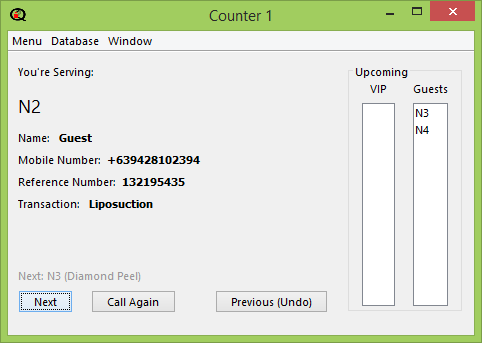 Counter 1
Menu Database Window
You're Serving:
N2
Name: Guest
Mobile Number: +639428102394
Reference Number: 132195435
Transaction: Liposuction
Next: N3 (Diamond Peel)
Next Call Again Previous (Undo)
Upcoming
VIP Guests
N3
N4